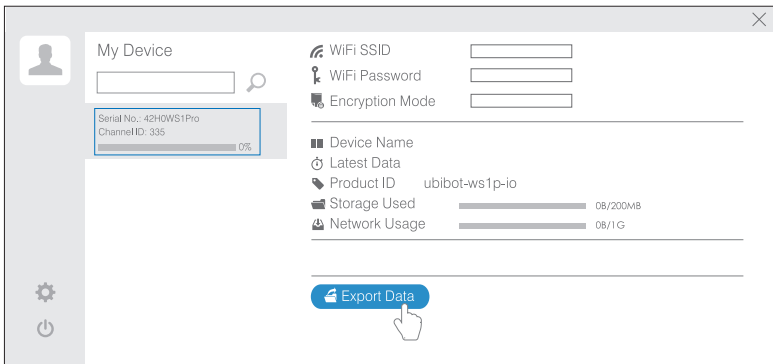 My Device
Serial No.: 42H0WS1Pro
Channel ID: 335
0%
WiFi SSID
WiFi Password
Encryption Mode
Device Name
Latest Data
Product ID ubibot-ws1p-io
Storage Used 0B/200MB
Network Usage 0B/1G
Export Data